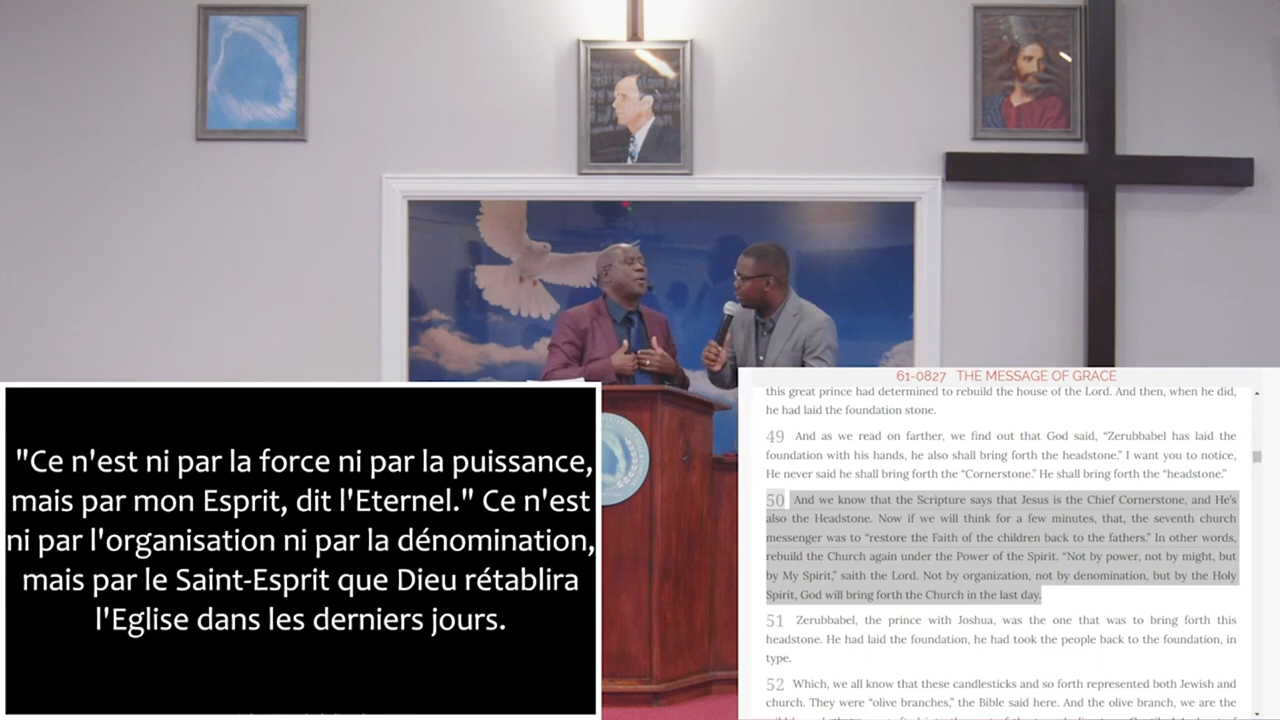 "Ce n'est ni par la force ni par la puissance,
mais par mon Esprit, dit l'Eternel." Ce n'est
ni par l'organisation ni par la dénomination,
mais par le Saint-Esprit que Dieu rétablira
l'Eglise dans les derniers jours.
61-0827 THE MESSAGE OF GRACE
this great prince had determined to rebuild the house of the Lord. And then, when he did,
he had laid the foundation stone.
49 And as we read on farther, we find out that God said, “Zerubbabel has laid the
foundation with his hands, he also shall bring forth the headstone.” I want you to notice,
He never said he shall bring forth the “Cornerstone.” He shall bring forth the “headstone.”
50 And we know that the Scripture says that Jesus is the Chief Cornerstone, and He's
also the Headstone. Now if we will think for a few minutes, that, the seventh church
messenger was to “restore the Faith of the children back to the fathers.” In other words,
rebuild the Church again under the Power of the Spirit. “Not by power, not by might, but
by My Spirit,” saith the Lord. Not by organization, not by denomination, but by the Holy
Spirit, God will bring forth the Church in the last day.
51 Zerubbabel, the prince with Joshua, was the one that was to bring forth this
headstone. He had laid the foundation, he had took the people back to the foundation, in
type.
52 Which, we all know that these candlesticks and so forth represented both Jewish and
church. They were “olive branches,” the Bible said here. And the olive branch, we are the